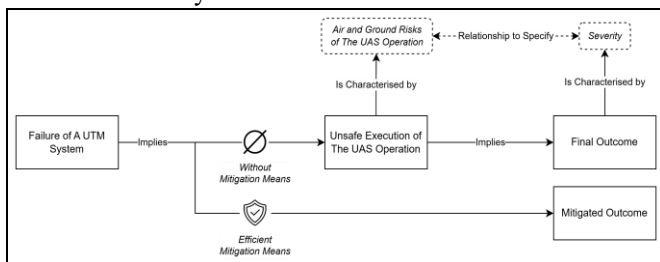 Air and Ground Risks
of The UAS Operation
Relationship to Specify
Severity
Is Characterised by
Is Characterised by
Failure of A UTM
System
Implies
Without
Mitigation Means
Unsafe Execution of
The UAS Operation
Implies
Final Outcome
Efficient
Mitigation Means
Mitigated Outcome